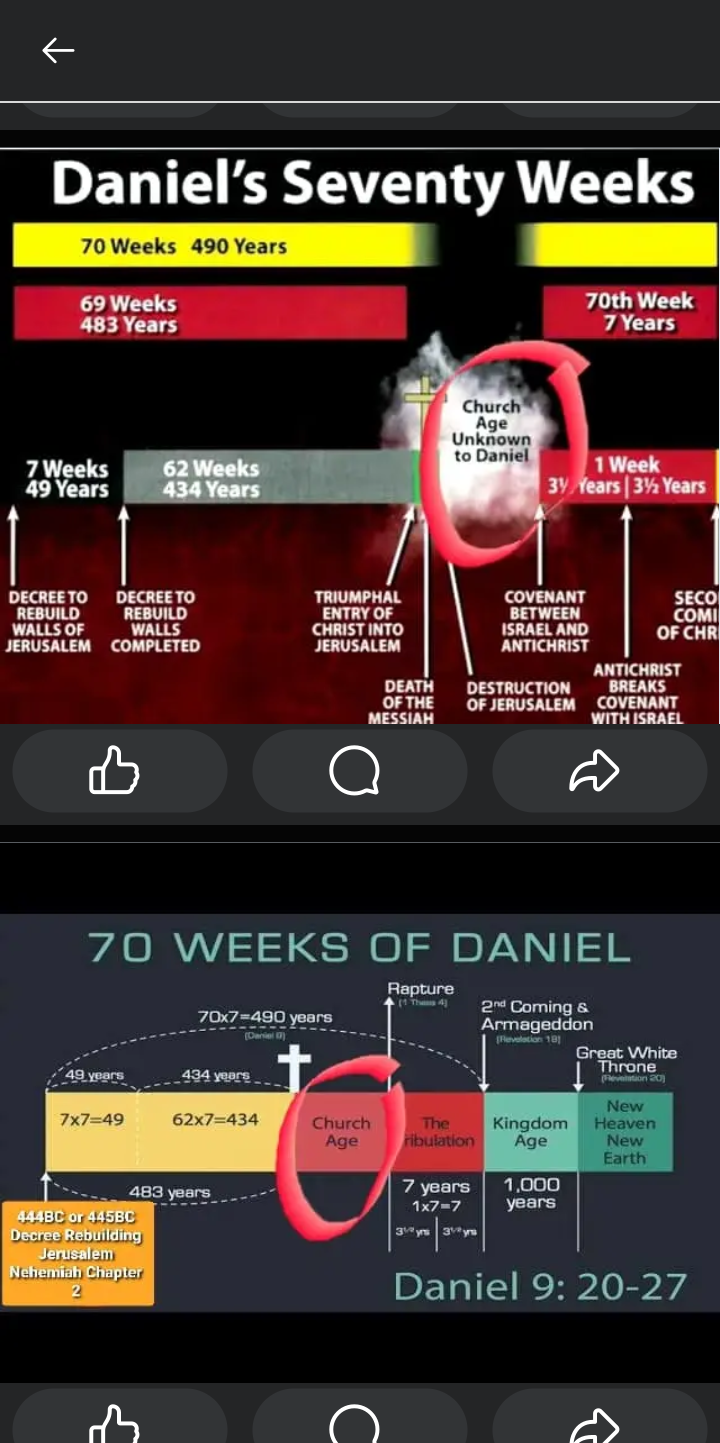 Daniel's Seventy Weeks
70 Weeks 490 Years
69 Weeks
483 Years
70th Week
7 Years
Church
Age
Unknown
to Daniel
7 Weeks
49 Years
62 Weeks
434 Years
1 Week
3½ Years | 3½ Years
DECREE TO
REBUILD
WALLS OF
JERUSALEM
DECREE TO
REBUILD
WALLS
COMPLETED
TRIUMPHAL
ENTRY OF
CHRIST INTO
JERUSALEM
DEATH
OF THE
MESSIAH
DESTRUCTION
OF JERUSALEM
COVENANT
BETWEEN
ISRAEL AND
ANTICHRIST
ANTICHRIST
BREAKS
COVENANT
WITH ISRAEL
SECO
COMI
OF CHR
70 WEEKS OF DANIEL
Rapture
(1 Thess 4)
70x7=490 years
(Daniel 9)
2nd Coming &
Armageddon
(Revelation 19)
Great White
Throne
(Revelation 20)
49 years
434 years
7x7=49
62x7=434
Church
Age
The
ribulation
Kingdom
Age
New
Heaven
New
Earth
483 years
7 years
1x7=7
3 1/2 yrs
3 1/2 yrs
1,000
years
444BC or 445BC
Decree Rebuilding
Jerusalem
Nehemiah Chapter
2
Daniel 9: 20-27